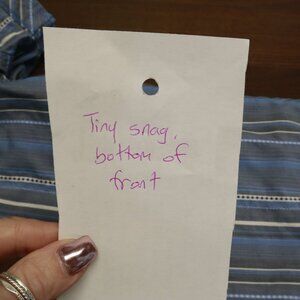 Tiny snag,
bottom of
front